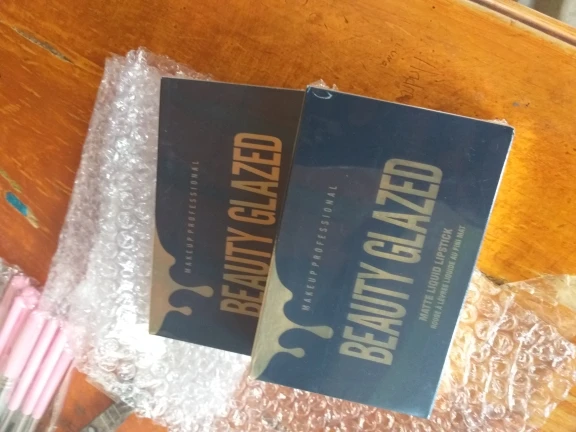 MAKEUP.PROFESSIONAL
BEAUTY GLAZED
MAKEUP.PROFESSIONAL
BEAUTY GLAZED
MATTE LIQUID LIPSTICK